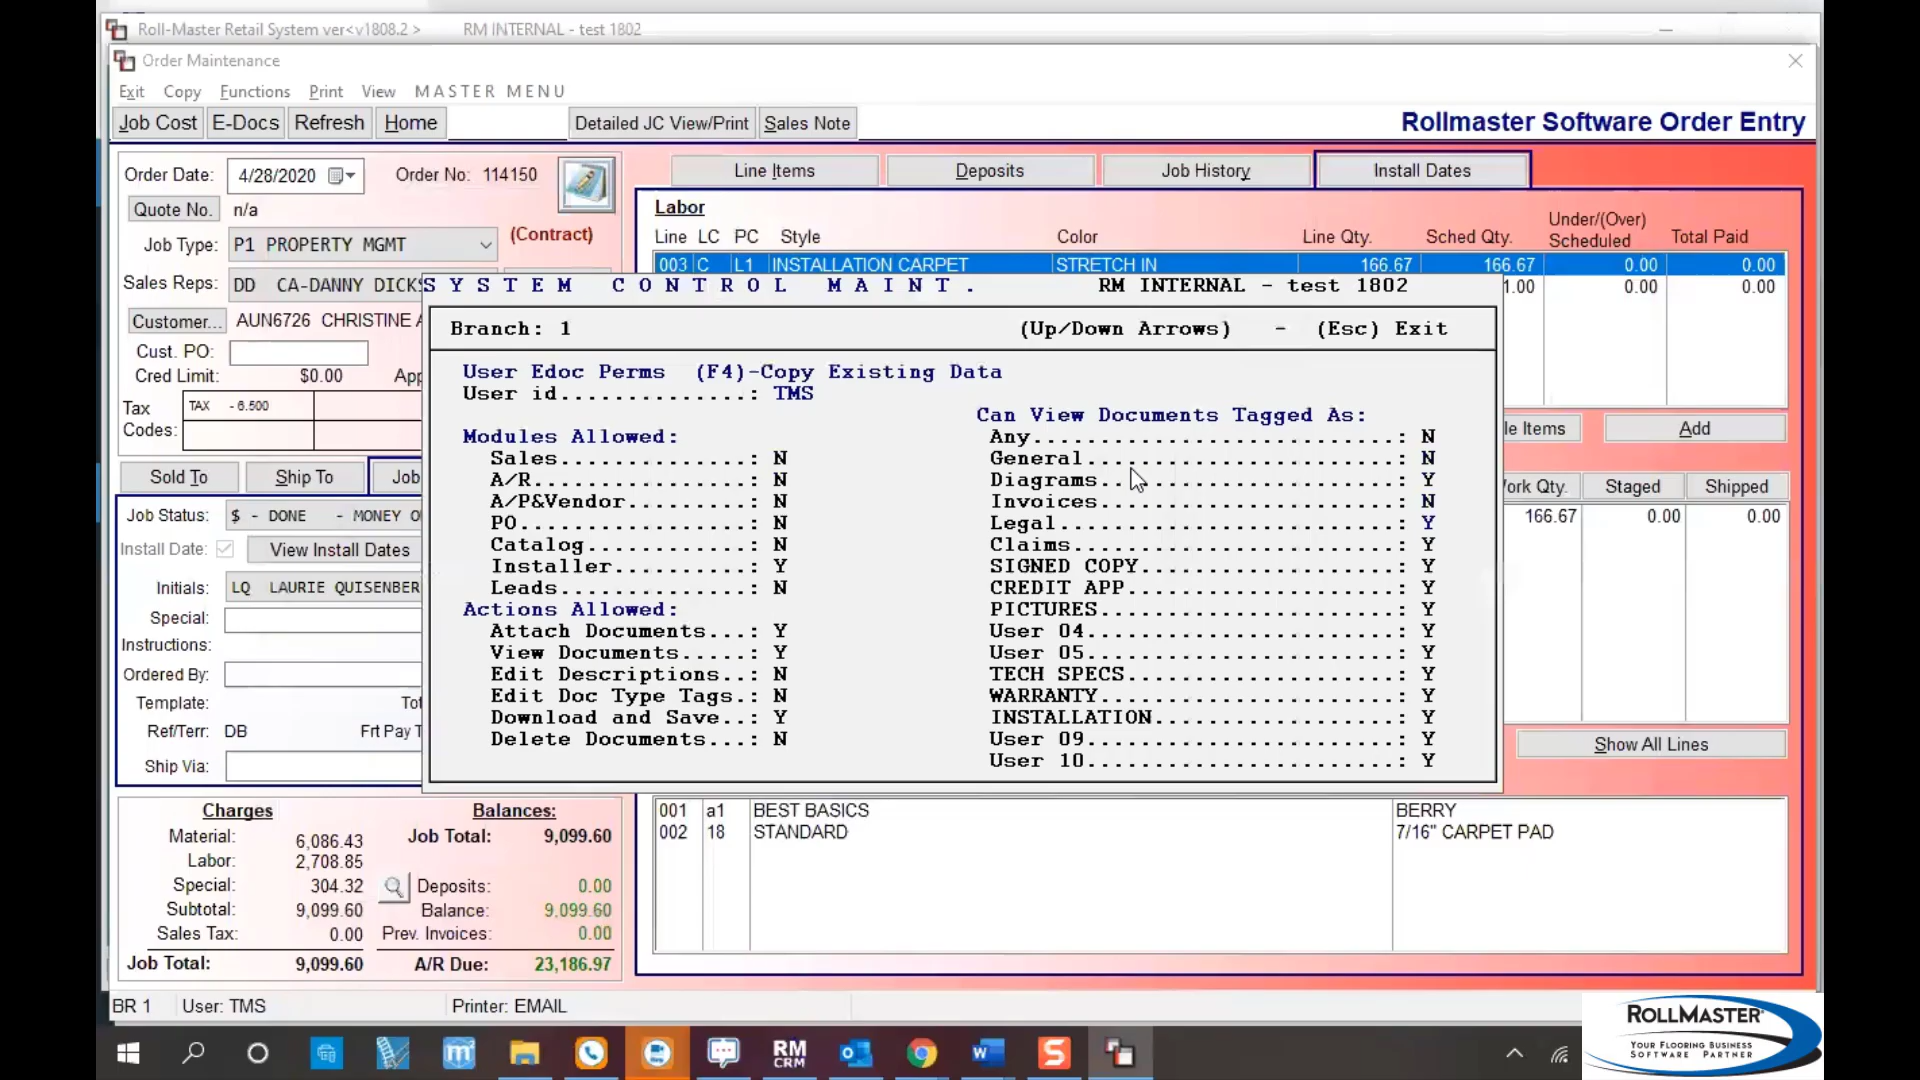 Roll-Master Retail System ver<v1808.2 > RM INTERNAL - test 1802
Order Maintenance
Exit Copy Functions Print View MASTER MENU
Job Cost E-Docs Refresh Home Detailed JC View/Print Sales Note Rollmaster Software Order Entry
Order Date: 4/28/2020 Order No: 114150
Quote No. n/a
Job Type: P1 PROPERTY MGMT (Contract)
Sales Reps: DD CA-DANNY DICKS
Customer... AUN6726 CHRISTINE A
Cust. PO:
Cred Limit: $0.00 App
Tax Codes: TAX - 6.500
Sold To Ship To Job
Job Status: $ - DONE - MONEY O
Install Date: View Install Dates
Initials: LQ LAURIE QUISENBER
Special:
Instructions:
Ordered By:
Template: Tot
Ref/Terr: DB Frt Pay T
Ship Via:
Charges Balances:
Material: 6,086.43 Job Total: 9,099.60
Labor: 2,708.85
Special: 304.32 Deposits: 0.00
Subtotal: 9,099.60 Balance: 9,099.60
Sales Tax: 0.00 Prev. Invoices: 0.00
Job Total: 9,099.60 A/R Due: 23,186.97
Line Items Deposits Job History Install Dates
Labor
Line LC PC Style Color Line Qty. Sched Qty. Under/(Over) Scheduled Total Paid
003 C L1 INSTALLATION CARPET STRETCH IN 166.67 166.67 0.00 0.00
1.00 0.00 0.00
le Items Add
ork Qty. Staged Shipped
166.67 0.00 0.00
Show All Lines
001 a1 BEST BASICS BERRY
002 18 STANDARD 7/16" CARPET PAD
SYSTEM CONTROL MAINT. RM INTERNAL - test 1802
Branch: 1 (Up/Down Arrows) - (Esc) Exit
User Edoc Perms (F4)-Copy Existing Data
User id..............: TMS
Modules Allowed:
Sales..............: N
A/R................: N
A/P&Vendor.........: N
PO.................: N
Catalog............: N
Installer..........: Y
Leads..............: N
Actions Allowed:
Attach Documents...: Y
View Documents.....: Y
Edit Descriptions..: N
Edit Doc Type Tags.: N
Download and Save..: Y
Delete Documents...: N
Can View Documents Tagged As:
Any...........................: N
General.......................: N
Diagrams......................: Y
Invoices......................: N
Legal.........................: Y
Claims........................: Y
SIGNED COPY...................: Y
CREDIT APP....................: Y
PICTURES......................: Y
User 04.......................: Y
User 05.......................: Y
TECH SPECS....................: Y
WARRANTY......................: Y
INSTALLATION..................: Y
User 09.......................: Y
User 10.......................: Y
BR 1 User: TMS Printer: EMAIL
RM
CRM
ROLLMASTER
YOUR FLOORING BUSINESS
SOFTWARE PARTNER